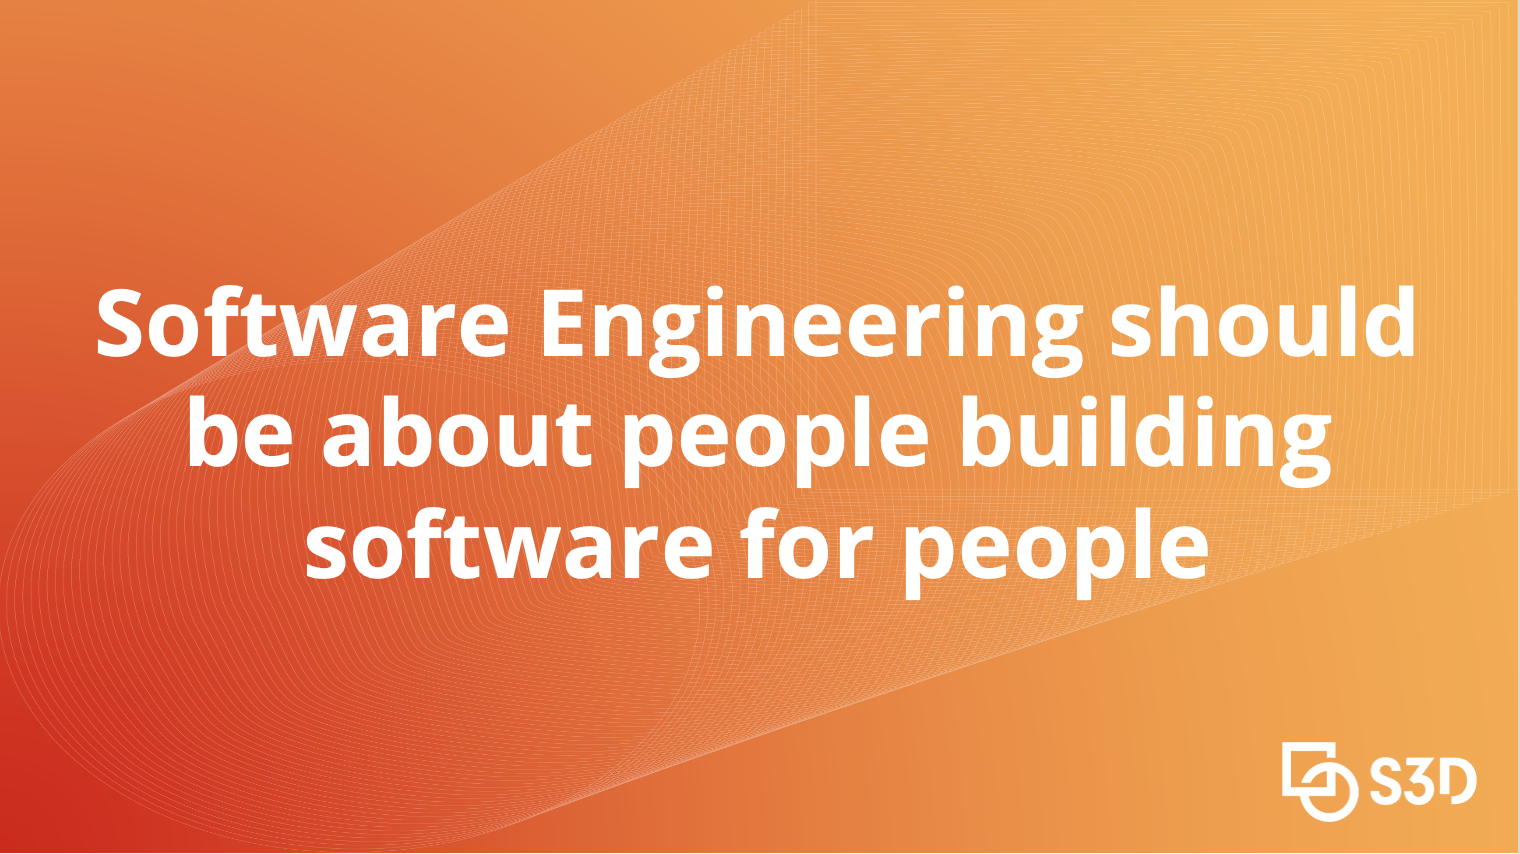 Software Engineering should
be about people building
software for people
S3D